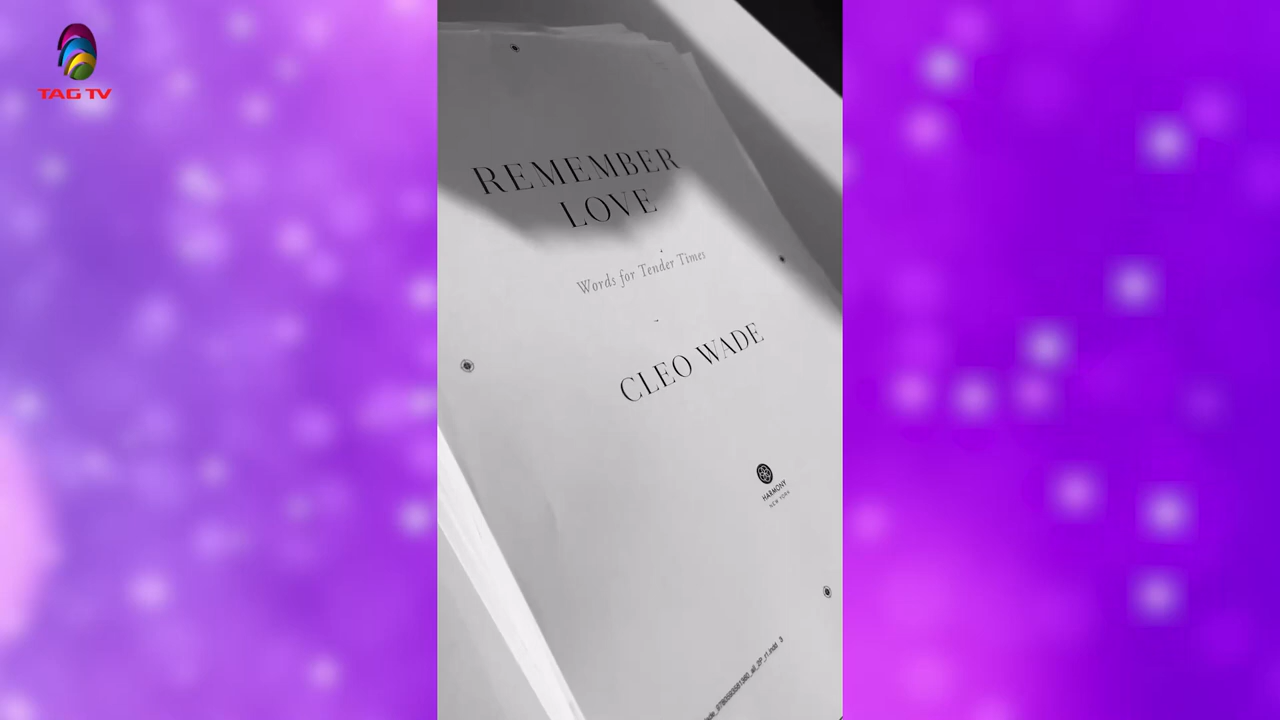 TAG TV
REMEMBER
LOVE
Words for Tender Times
CLEO WADE
HARMONY
NEW YORK